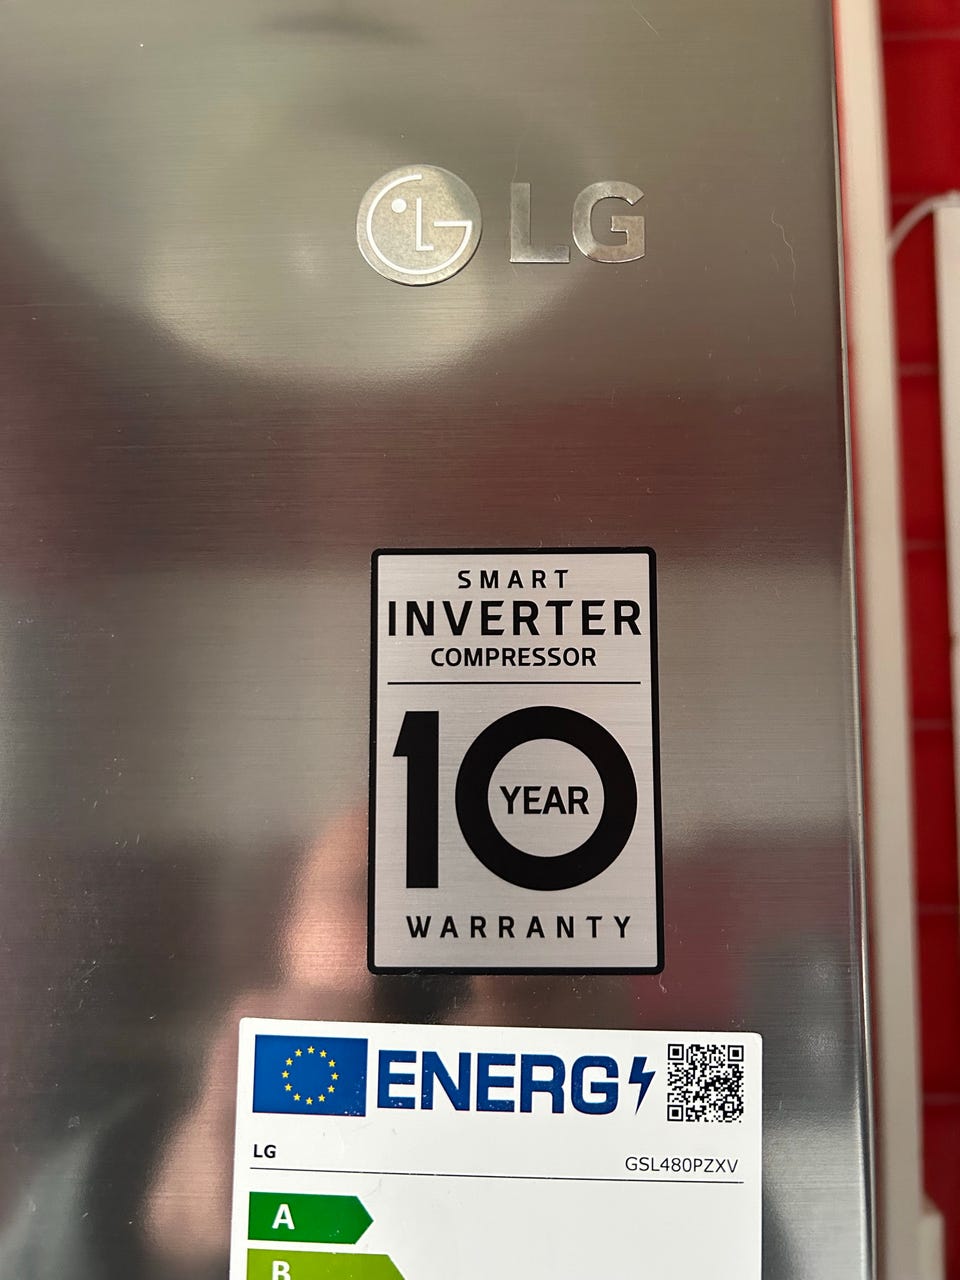 LG
SMART
INVERTER
COMPRESSOR
10
YEAR
WARRANTY
ENERG
LG
GSL480PZXV
A
B